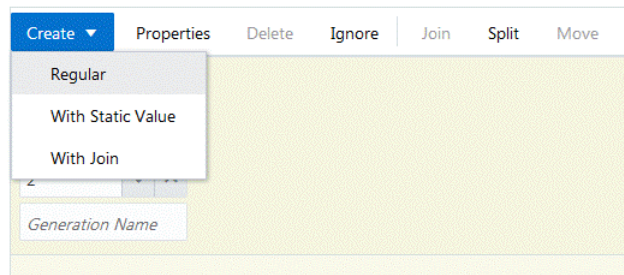 Create Properties Delete Ignore Join Split Move
Regular
With Static Value
With Join
2
Generation Name